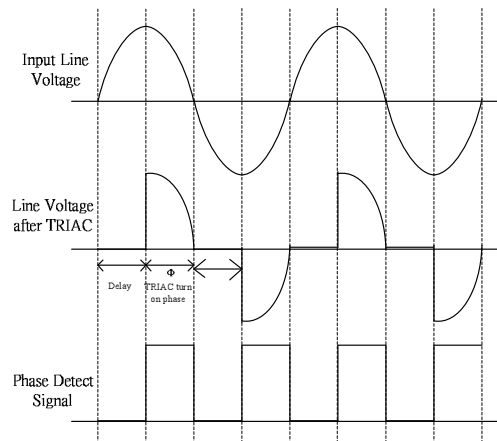 Input Line
Voltage
Line Voltage
after TRIAC
Φ
Delay
TRIAC turn
on phase
Phase Detect
Signal